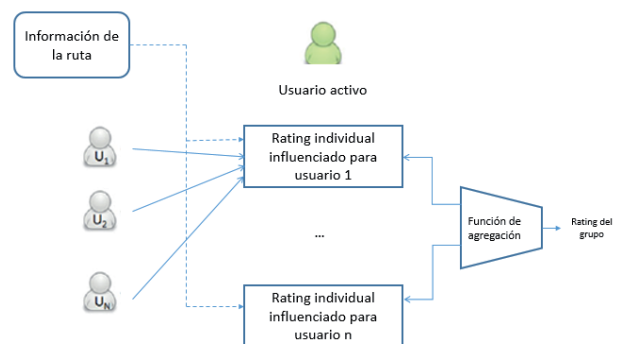 Información de
la ruta
Usuario activo
U1
Rating individual
influenciado para
usuario 1
U2
Función de
agregación
Rating del
grupo
...
UN
Rating individual
influenciado para
usuario n